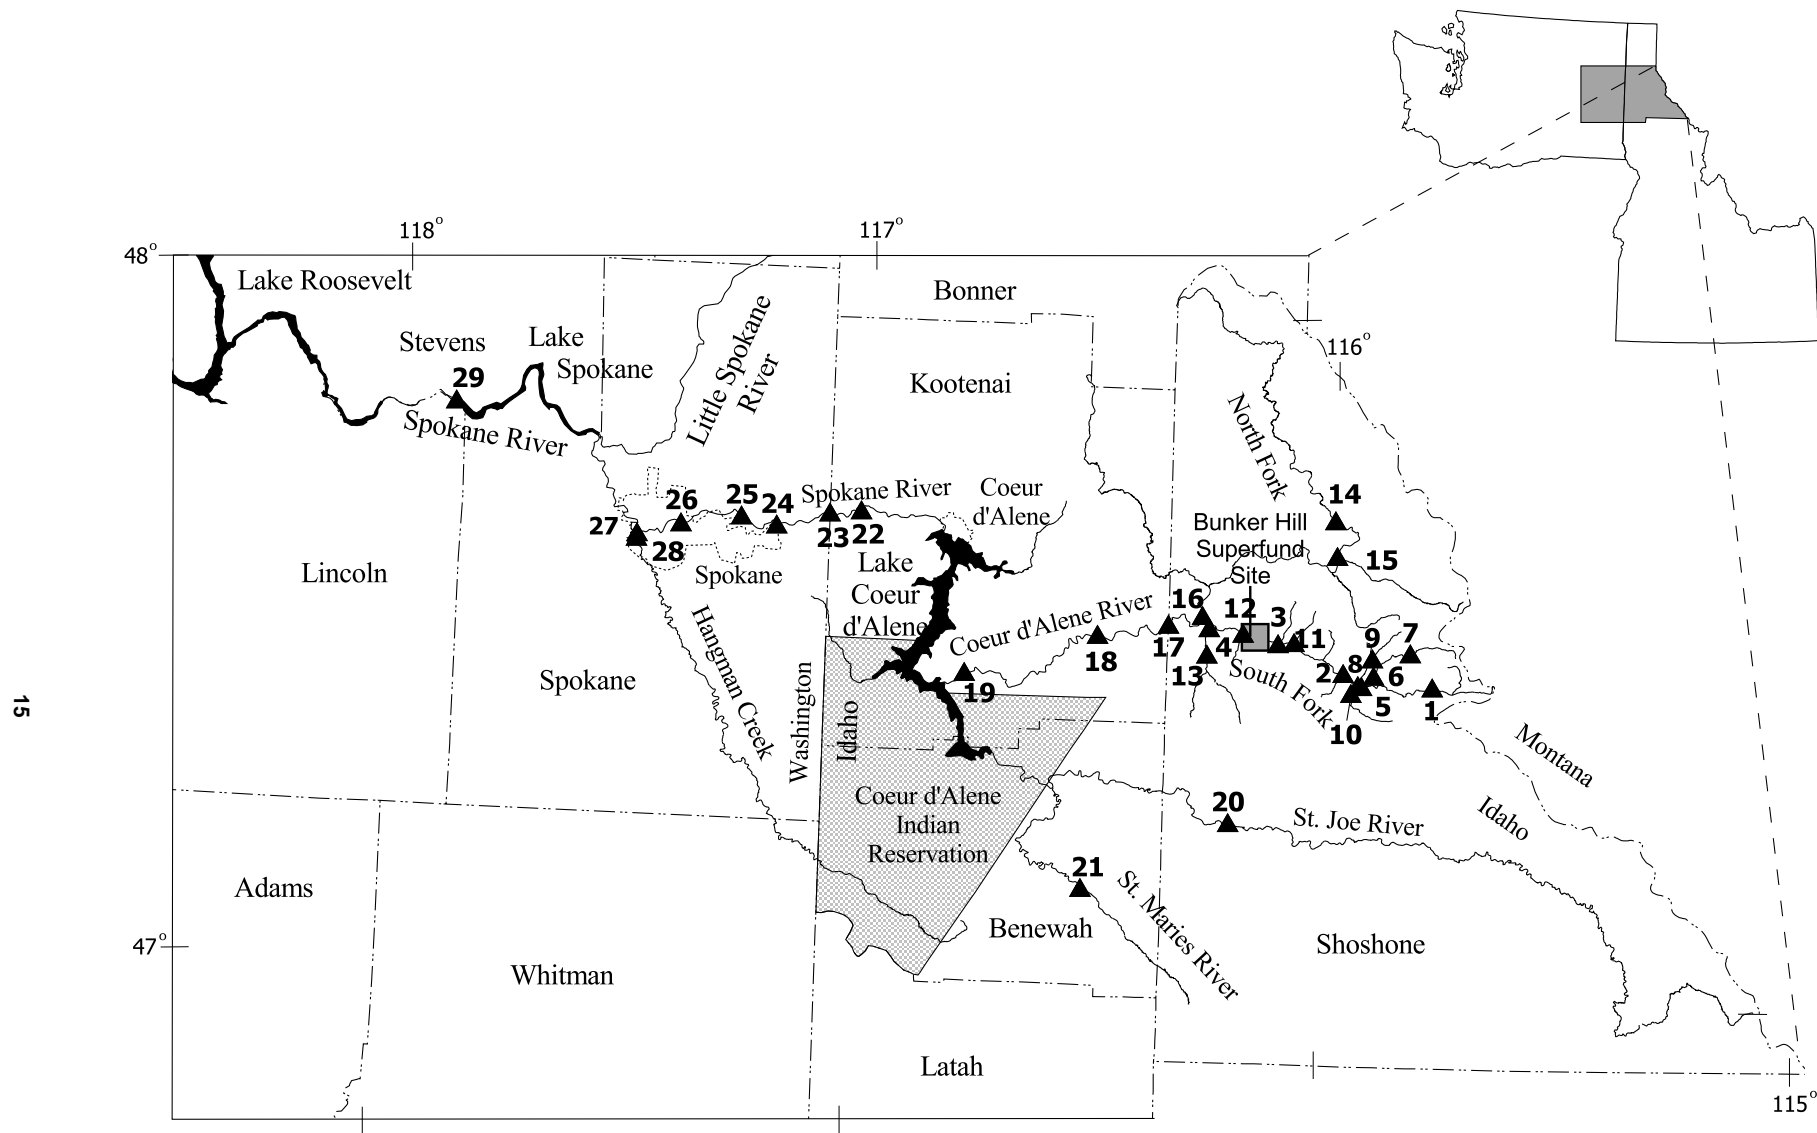 118°
117°
48°
Lake Roosevelt
Bonner
Stevens
Lake
Spokane
116°
29
Little Spokane
River
Kootenai
Spokane River
North Fork
26
25
24
Spokane River
Coeur
d'Alene
14
27
28
23
22
Bunker Hill
Superfund
Site
15
Lincoln
Spokane
Lake
Coeur
d'Alene
Coeur d'Alene River
16
12
3
11
17
4
9
7
18
13
South Fork
2
8
6
Spokane
Hangman Creek
Washington
Idaho
19
5
1
10
15
Montana
Idaho
Coeur d'Alene
Indian
Reservation
20
St. Joe River
21
St. Maries River
Adams
Benewah
Shoshone
47°
Whitman
Latah
115°